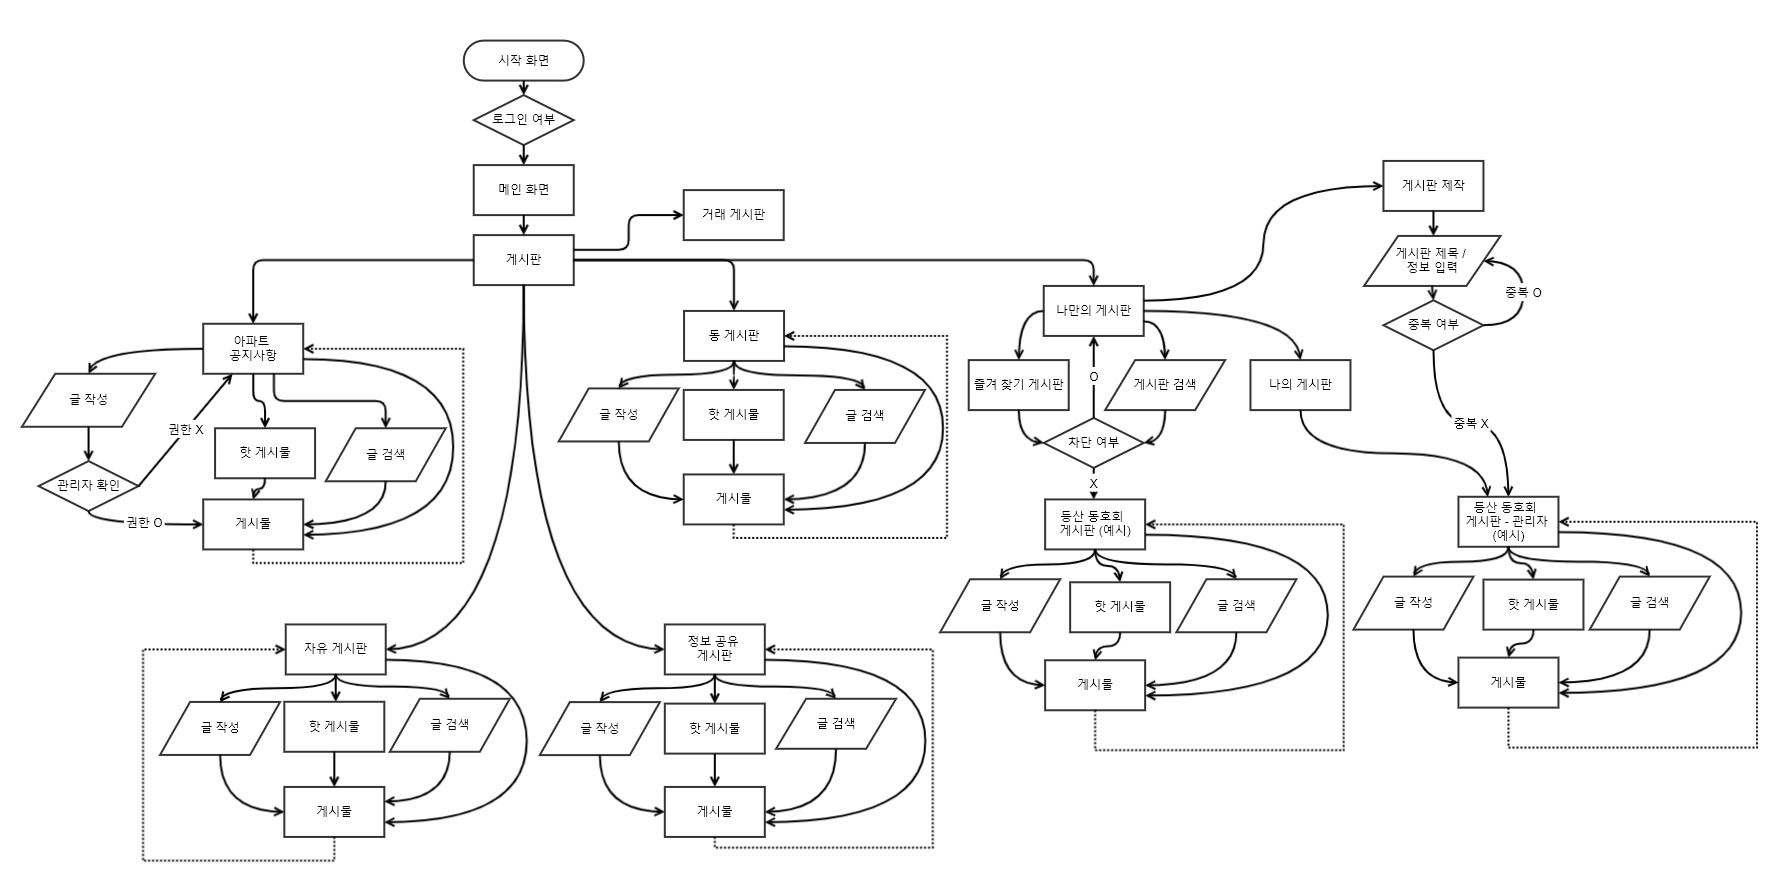 시작 화면
로그인 여부
메인 화면
게시판
거래 게시판
아파트
공지사항
글 작성
권한 X
관리자 확인
권한 O
핫 게시물
글 검색
게시물
동 게시판
글 작성
핫 게시물
글 검색
게시물
자유 게시판
글 작성
핫 게시물
글 검색
게시물
정보 공유
게시판
글 작성
핫 게시물
글 검색
게시물
나만의 게시판
즐겨 찾기 게시판
O
게시판 검색
차단 여부
X
나의 게시판
등산 동호회
게시판 (예시)
글 작성
핫 게시물
글 검색
게시물
게시판 제작
게시판 제목 /
정보 입력
중복 O
중복 여부
중복 X
등산 동호회
게시판 - 관리자
(예시)
글 작성
핫 게시물
글 검색
게시물